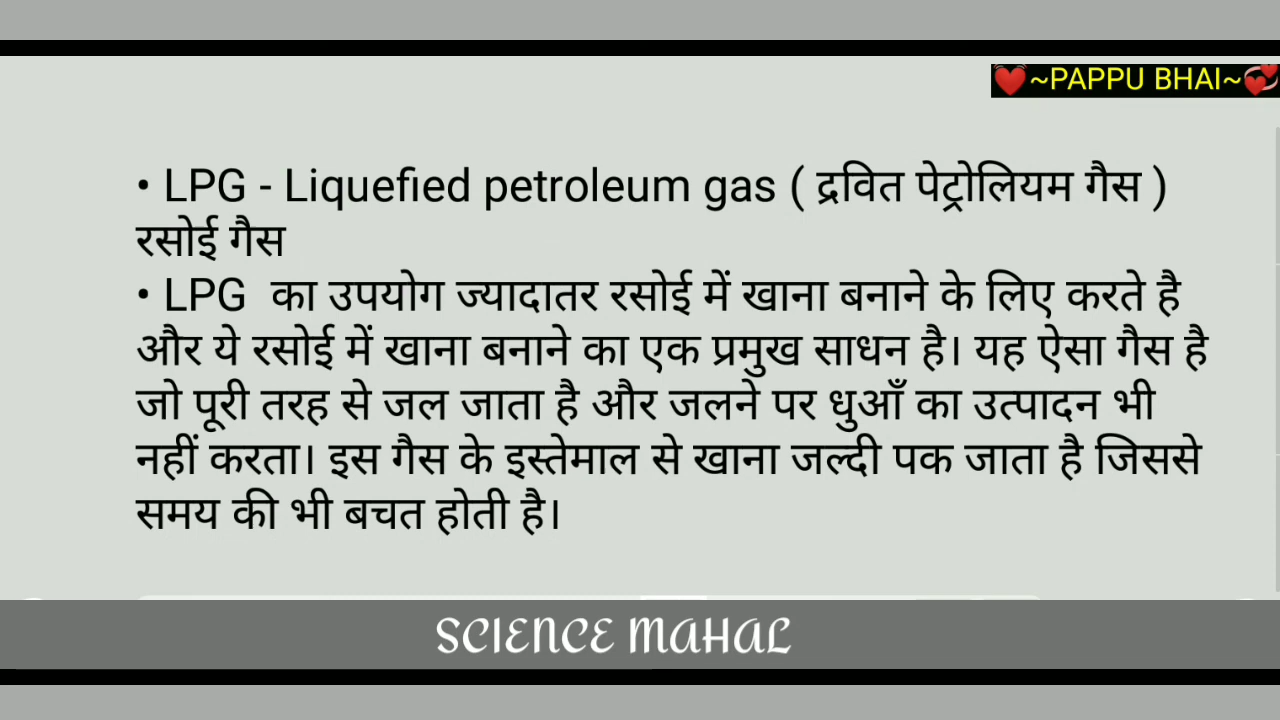 ❤️~PAPPU BHAI~💞
• LPG - Liquefied petroleum gas ( द्रवित पेट्रोलियम गैस )
रसोई गैस
• LPG  का उपयोग ज्यादातर रसोई में खाना बनाने के लिए करते है
और ये रसोई में खाना बनाने का एक प्रमुख साधन है। यह ऐसा गैस है
जो पूरी तरह से जल जाता है और जलने पर धुआँ का उत्पादन भी
नहीं करता। इस गैस के इस्तेमाल से खाना जल्दी पक जाता है जिससे
समय की भी बचत होती है।
SCIENCE MAHAL